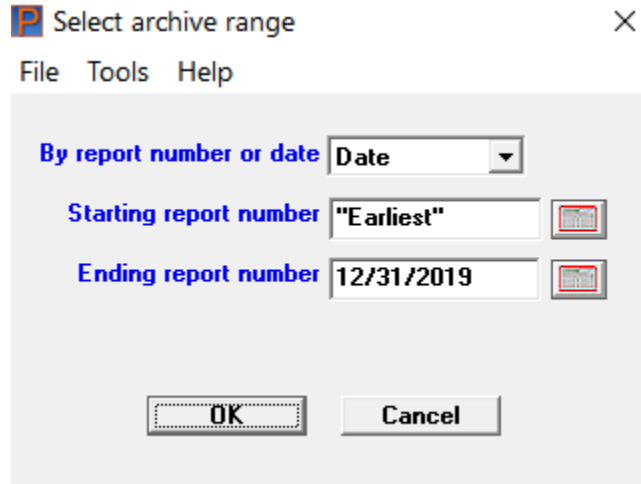 P Select archive range
File Tools Help
By report number or date Date
Starting report number "Earliest"
Ending report number 12/31/2019
OK Cancel